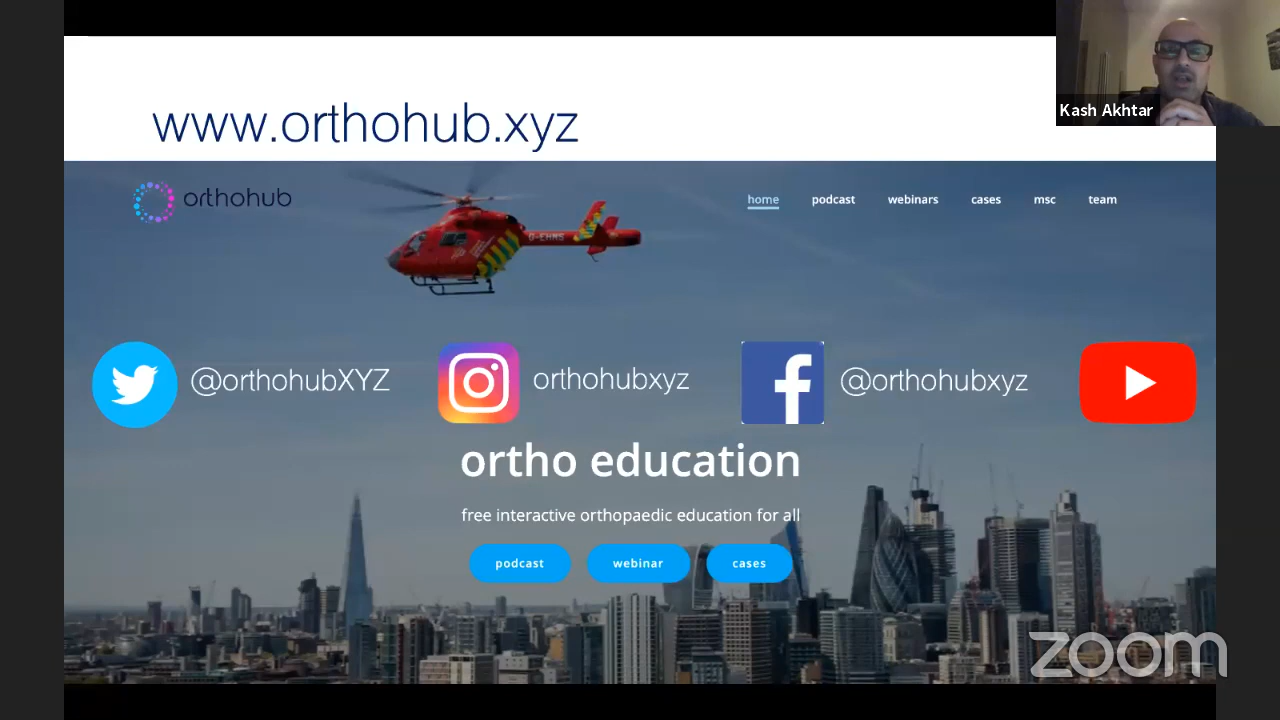 www.orthohub.xyz
Kash Akhtar
orthohub
home podcast webinars cases msc team
G-EHMS
@orthohubXYZ orthohubxyz @orthohubxyz
ortho education
free interactive orthopaedic education for all
podcast webinar cases
zoom